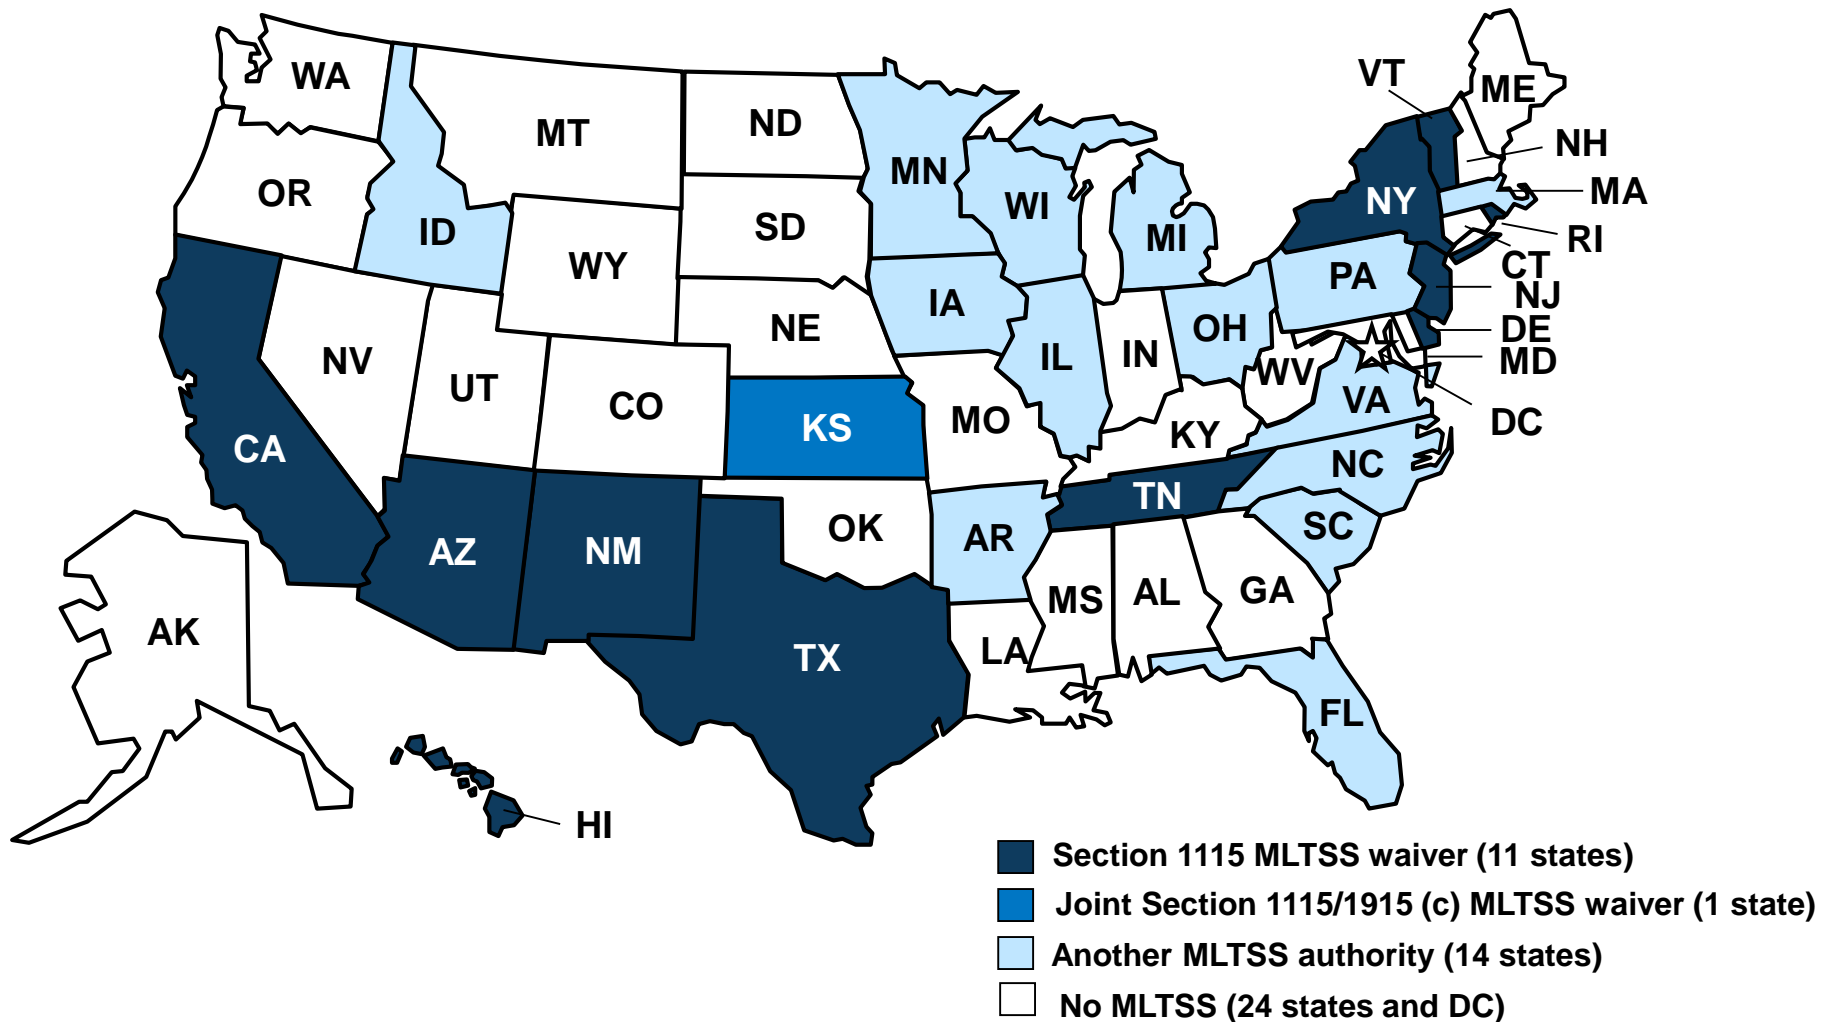 WA
MT
ND
MN
VT
ME
OR
ID
WY
SD
WI
MI
NY
NH
MA
RI
CT
NJ
DE
MD
DC
PA
NV
UT
CO
NE
IA
IL
IN
OH
WV
VA
KY
CA
KS
MO
AZ
NM
OK
AR
TN
NC
SC
MS
AL
GA
TX
LA
FL
AK
HI
Section 1115 MLTSS waiver (11 states)
Joint Section 1115/1915 (c) MLTSS waiver (1 state)
Another MLTSS authority (14 states)
No MLTSS (24 states and DC)